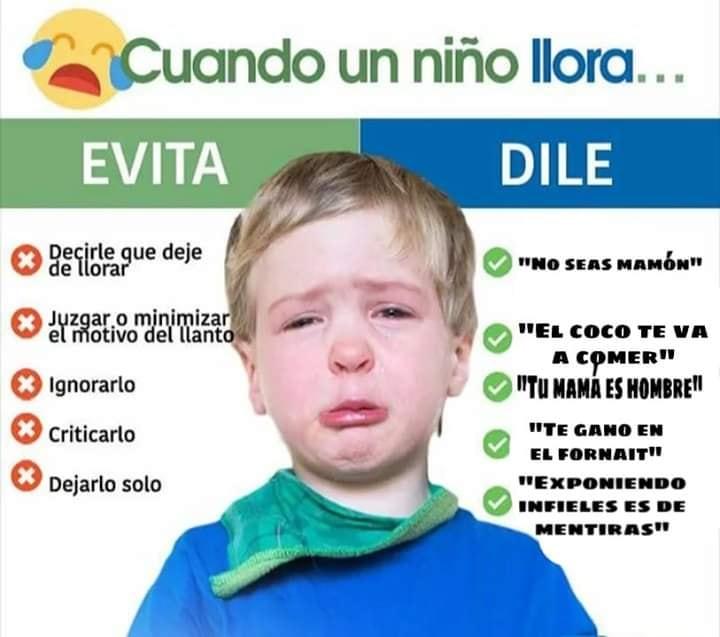 Cuando un niño llora...
EVITA
DILE
Decirle que deje
de llorar
Juzgar o minimizar
el motivo del llanto
Ignorarlo
Criticarlo
Dejarlo solo
"No seas mamón"
"El coco te va
a comer"
"Tu mamá es hombre"
"Te gano en
el fornait"
"Exponiendo
infieles es de
mentiras"